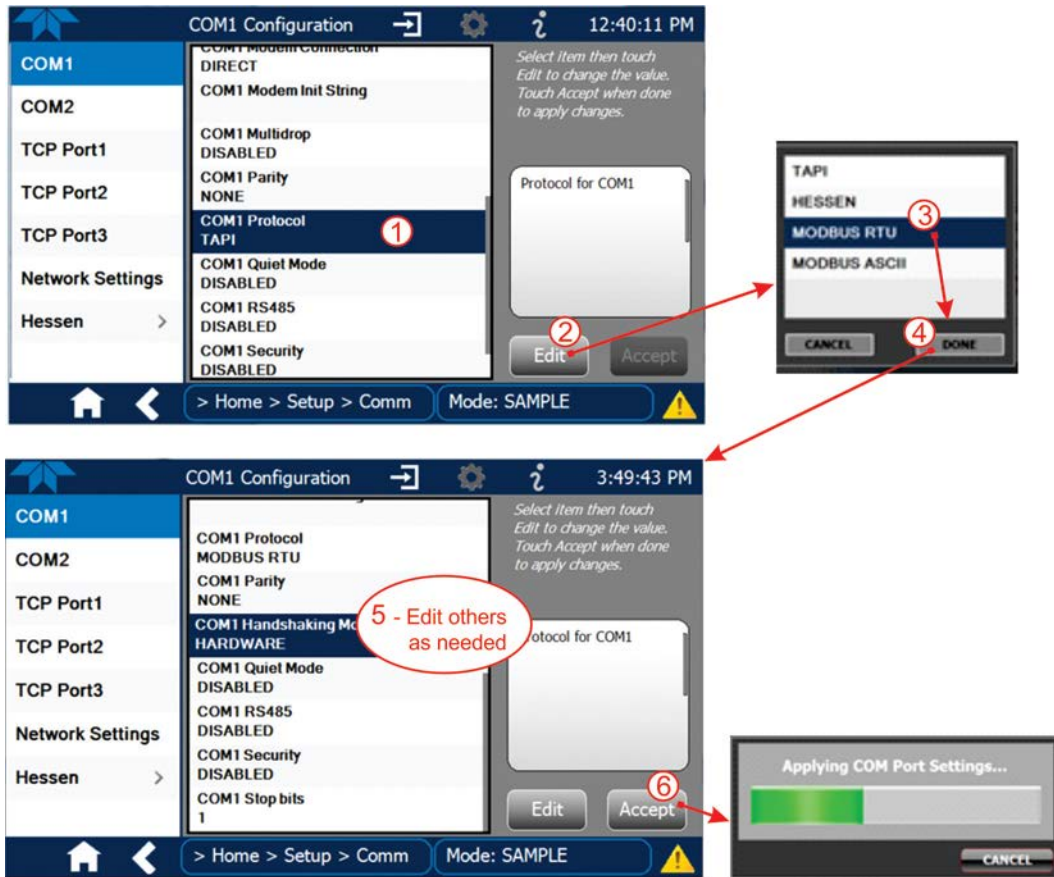 COM1 Configuration
12:40:11 PM
COM1
COM2
TCP Port1
TCP Port2
TCP Port3
Network Settings
Hessen >
COM1 Modem Connection
DIRECT
COM1 Modem Init String
COM1 Multidrop
DISABLED
COM1 Parity
NONE
COM1 Protocol
TAPI
1
COM1 Quiet Mode
DISABLED
COM1 RS485
DISABLED
COM1 Security
DISABLED
Select item then touch
Edit to change the value.
Touch Accept when done
to apply changes.
Protocol for COM1
2
Edit
Accept
> Home > Setup > Comm
Mode: SAMPLE
TAPI
HESSEN
3
MODBUS RTU
MODBUS ASCII
4
CANCEL
DONE
COM1 Configuration
3:49:43 PM
COM1
COM2
TCP Port1
TCP Port2
TCP Port3
Network Settings
Hessen >
COM1 Protocol
MODBUS RTU
COM1 Parity
NONE
COM1 Handshaking Mo
HARDWARE
COM1 Quiet Mode
DISABLED
COM1 RS485
DISABLED
COM1 Security
DISABLED
COM1 Stop bits
1
5 - Edit others
as needed
Select item then touch
Edit to change the value.
Touch Accept when done
to apply changes.
otocol for COM1
6
Edit
Accept
> Home > Setup > Comm
Mode: SAMPLE
Applying COM Port Settings...
CANCEL